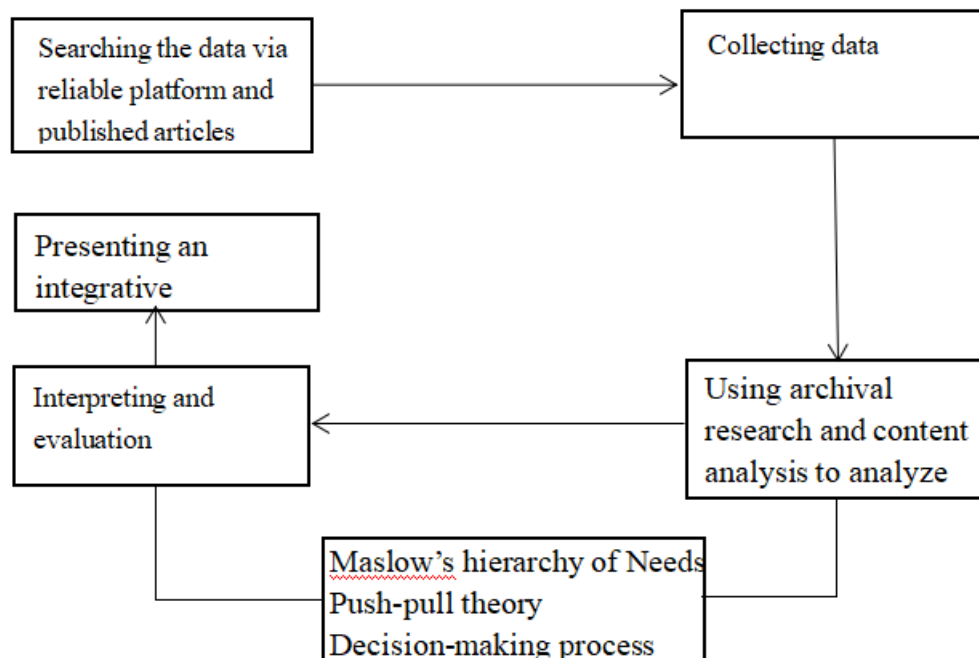 Searching the data via
reliable platform and
published articles
Collecting data
Using archival
research and content
analysis to analyze
Interpreting and
evaluation
Presenting an
integrative
Maslow’s hierarchy of Needs
Push-pull theory
Decision-making process